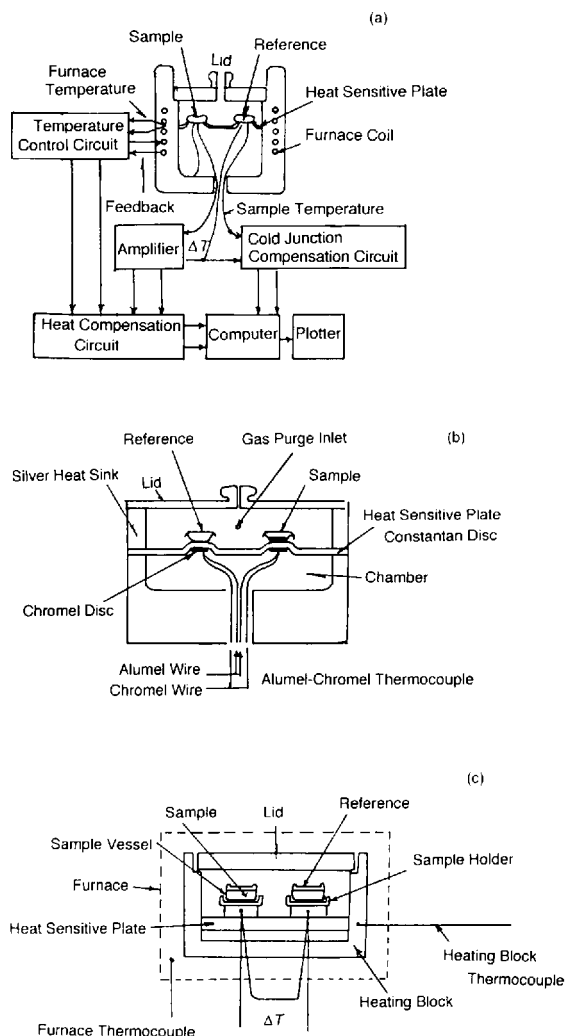 (a)
Sample
Reference
Lid
Furnace
Temperature
Heat Sensitive Plate
Temperature
Control Circuit
Furnace Coil
Feedback
Sample Temperature
Amplifier
ΔT
Cold Junction
Compensation Circuit
Heat Compensation
Circuit
Computer
Plotter
(b)
Reference
Gas Purge Inlet
Silver Heat Sink
Lid
Sample
Heat Sensitive Plate
Constantan Disc
Chamber
Chromel Disc
Alumel Wire
Chromel Wire
Alumel-Chromel Thermocouple
(c)
Sample
Lid
Reference
Sample Vessel
Sample Holder
Furnace
Heat Sensitive Plate
Heating Block
Thermocouple
Heating Block
ΔT
Furnace Thermocouple